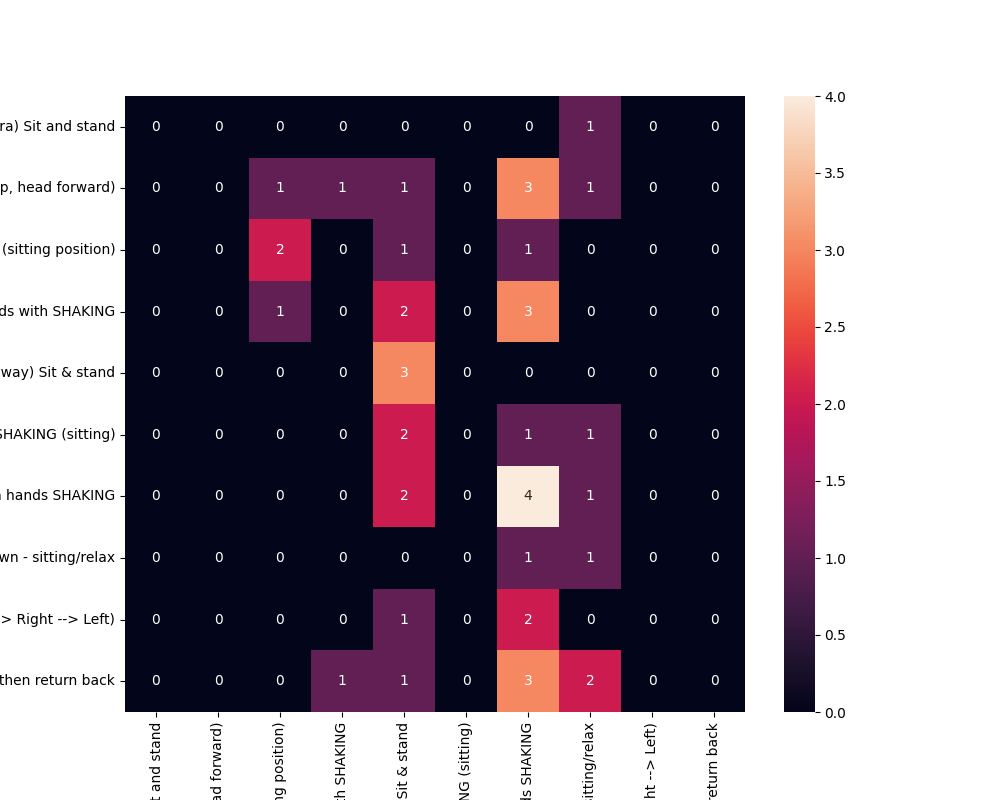 ra) Sit and stand 0 0 0 0 0 0 0 1 0 0
p, head forward) 0 0 1 1 1 0 3 1 0 0
(sitting position) 0 0 2 0 1 0 1 0 0 0
ds with SHAKING 0 0 1 0 2 0 3 0 0 0
way) Sit & stand 0 0 0 0 3 0 0 0 0 0
SHAKING (sitting) 0 0 0 0 2 0 1 1 0 0
hands SHAKING 0 0 0 0 2 0 4 1 0 0
wn - sitting/relax 0 0 0 0 0 0 1 1 0 0
> Right --> Left) 0 0 0 0 1 0 2 0 0 0
then return back 0 0 0 1 1 0 3 2 0 0
t and stand
ad forward)
ng position)
th SHAKING
Sit & stand
NG (sitting)
ds SHAKING
sitting/relax
ht --> Left)
return back
4.0
3.5
3.0
2.5
2.0
1.5
1.0
0.5
0.0